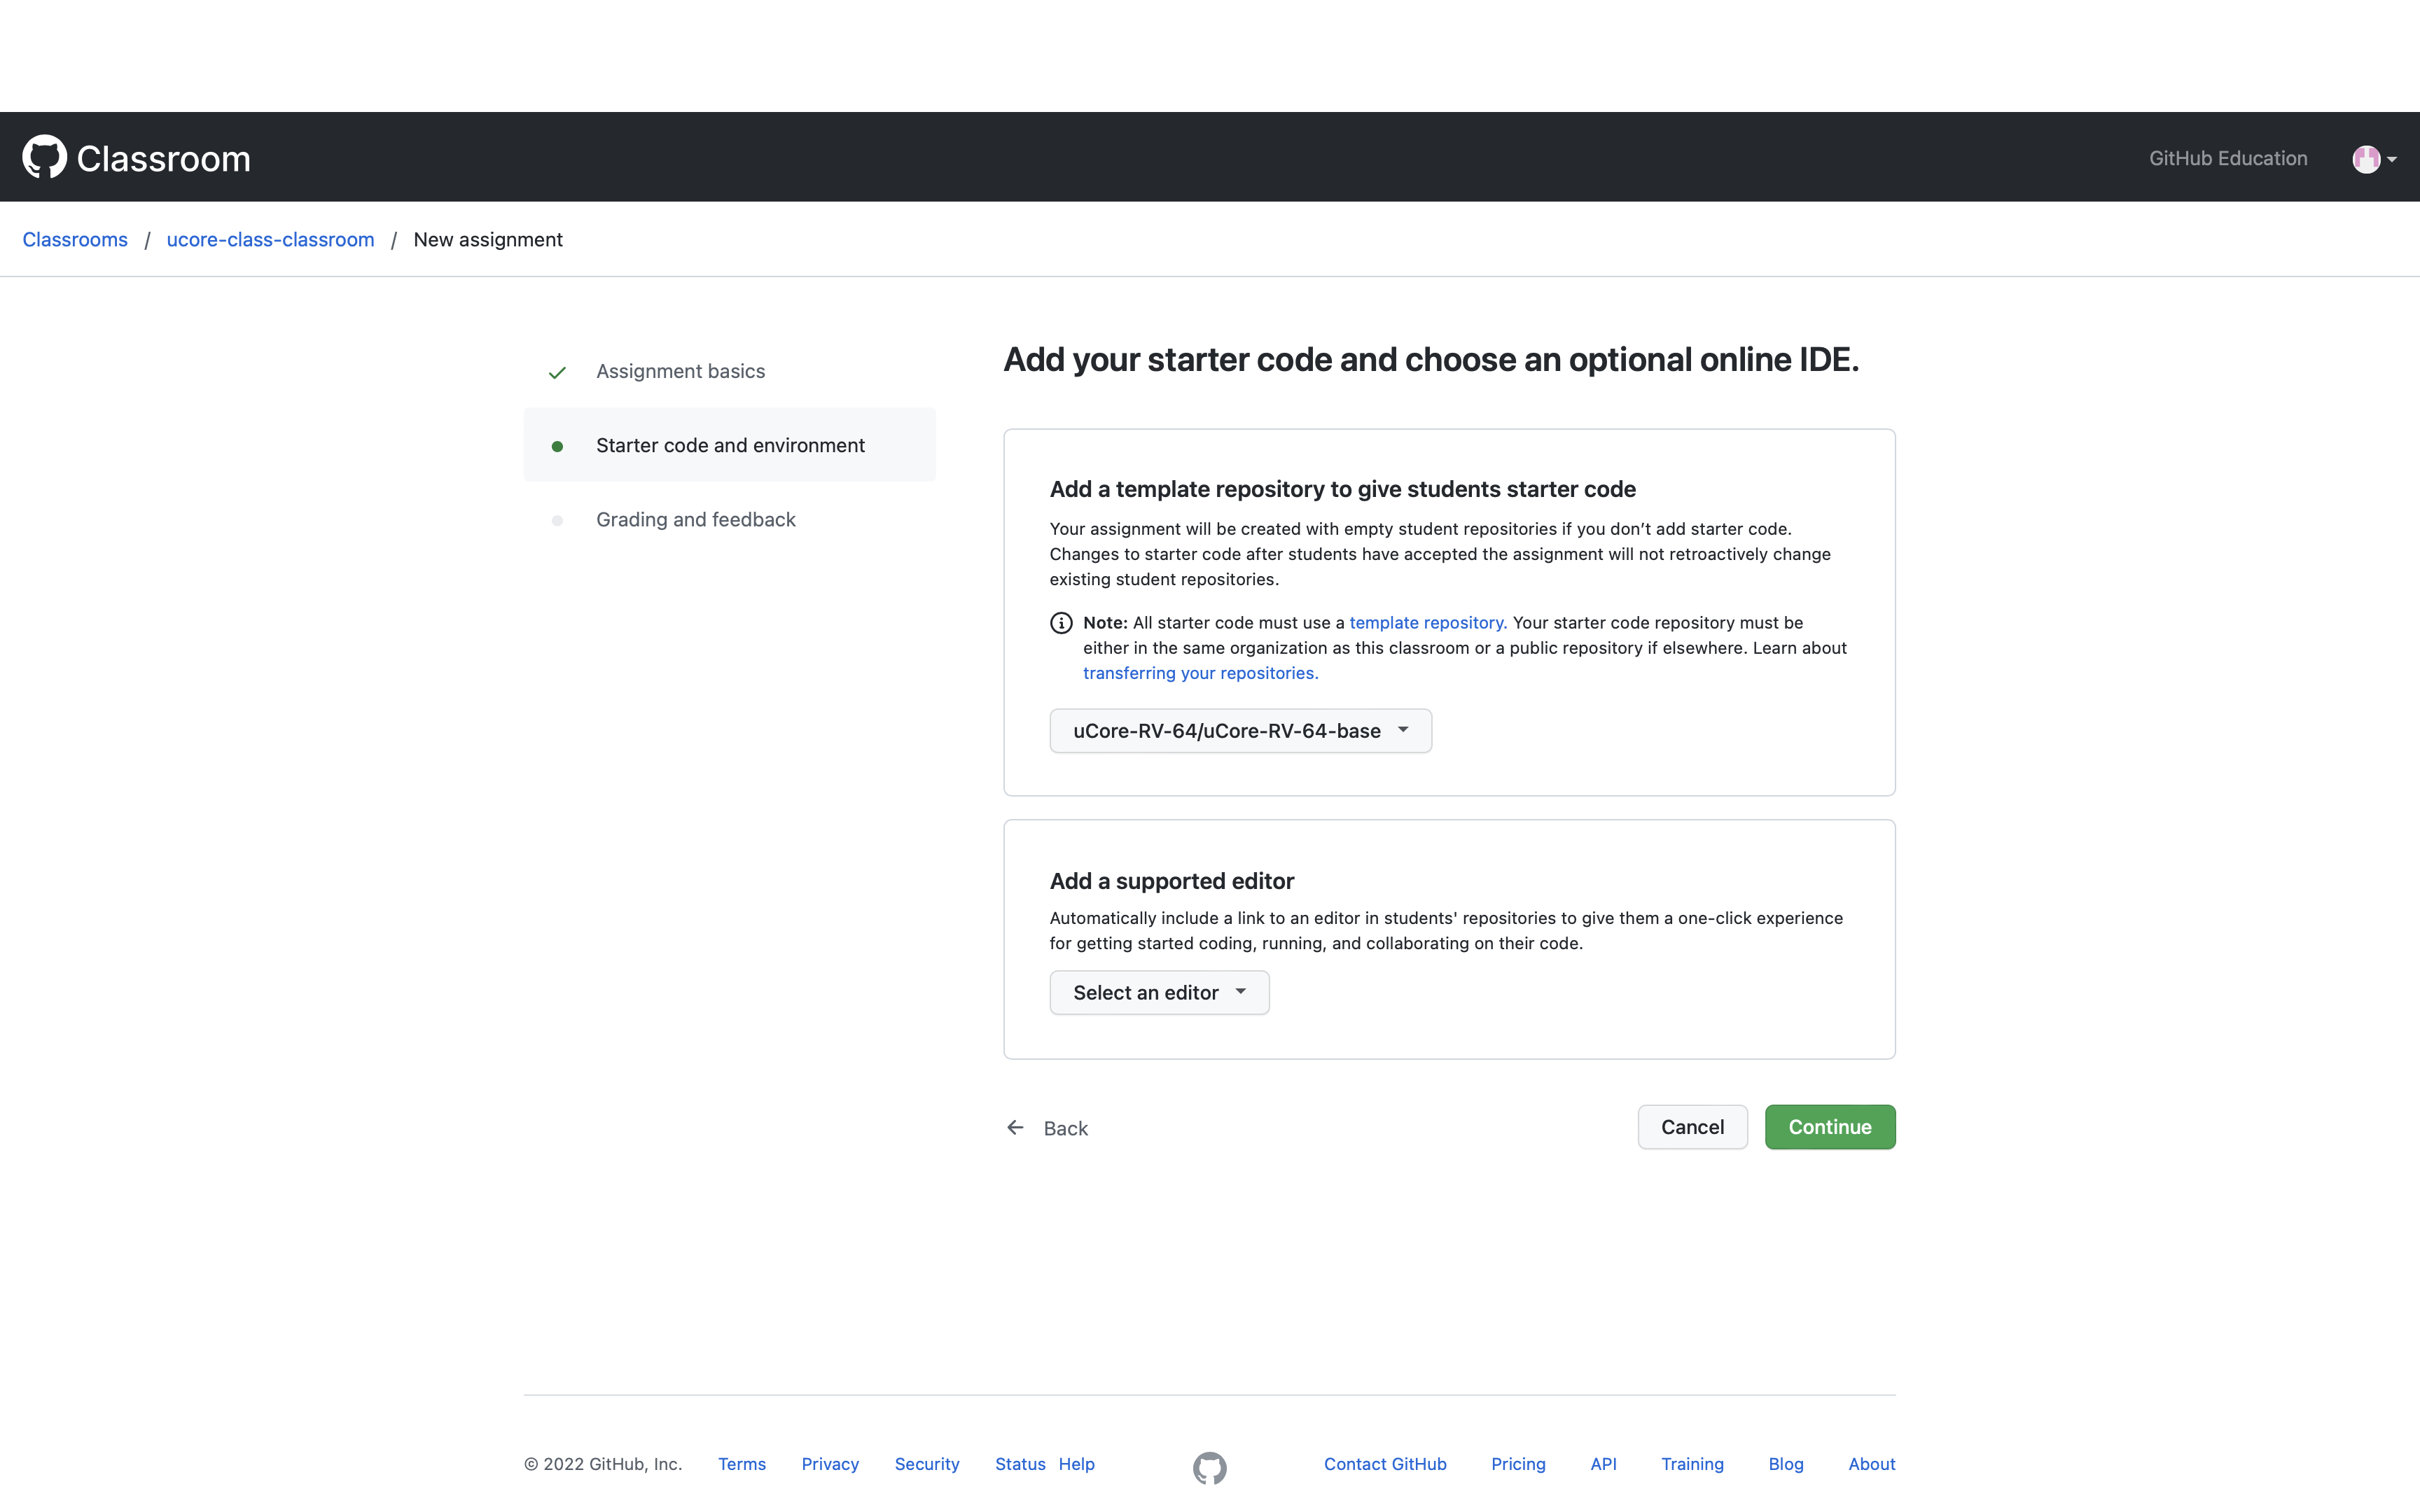 Classroom
GitHub Education
Classrooms / ucore-class-classroom / New assignment
Assignment basics
Starter code and environment
Grading and feedback
Add your starter code and choose an optional online IDE.
Add a template repository to give students starter code
Your assignment will be created with empty student repositories if you don’t add starter code.
Changes to starter code after students have accepted the assignment will not retroactively change
existing student repositories.
Note: All starter code must use a template repository. Your starter code repository must be
either in the same organization as this classroom or a public repository if elsewhere. Learn about
transferring your repositories.
uCore-RV-64/uCore-RV-64-base
Add a supported editor
Automatically include a link to an editor in students' repositories to give them a one-click experience
for getting started coding, running, and collaborating on their code.
Select an editor
Back
Cancel
Continue
© 2022 GitHub, Inc. Terms Privacy Security Status Help Contact GitHub Pricing API Training Blog About